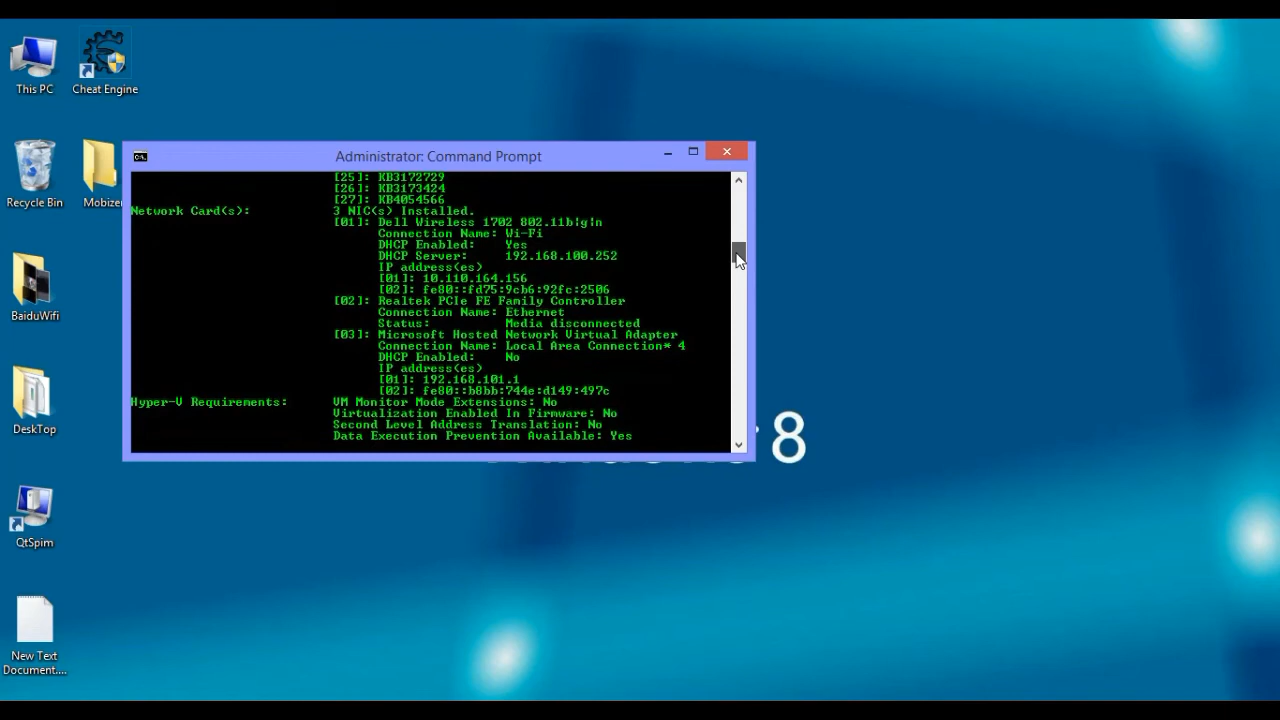 This PC
Cheat Engine
Recycle Bin
Mobizen
BaiduWifi
DeskTop
QtSpim
New Text
Document....
Administrator: Command Prompt
[25]: KB3172729
[26]: KB3173424
[27]: KB4054566
Network Card(s): 3 NIC(s) Installed.
[01]: Dell Wireless 1702 802.11b|g|n
Connection Name: Wi-Fi
DHCP Enabled: Yes
DHCP Server: 192.168.100.252
IP address(es)
[01]: 10.110.164.156
[02]: fe80::fd75:9cb6:92fc:2506
[02]: Realtek PCIe FE Family Controller
Connection Name: Ethernet
Status: Media disconnected
[03]: Microsoft Hosted Network Virtual Adapter
Connection Name: Local Area Connection* 4
DHCP Enabled: No
IP address(es)
[01]: 192.168.101.1
[02]: fe80::b8bb:744e:d149:497c
Hyper-V Requirements: VM Monitor Mode Extensions: No
Virtualization Enabled In Firmware: No
Second Level Address Translation: No
Data Execution Prevention Available: Yes
8